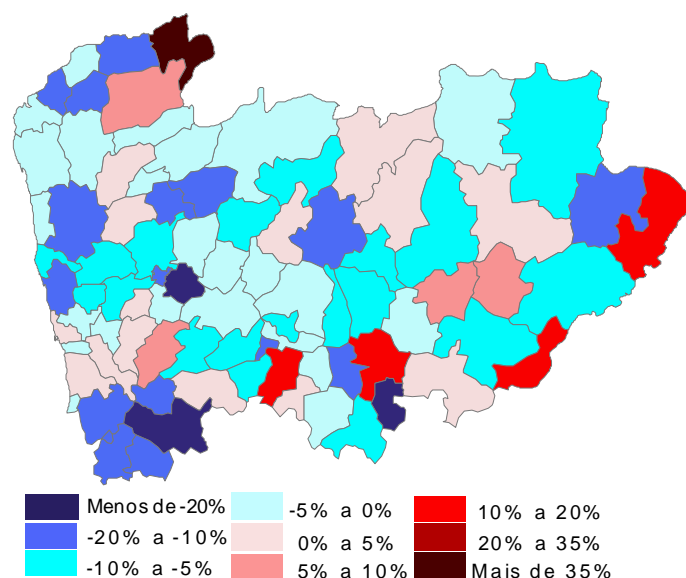 Menos de -20%
-20% a -10%
-10% a -5%
-5% a 0%
0% a 5%
5% a 10%
10% a 20%
20% a 35%
Mais de 35%